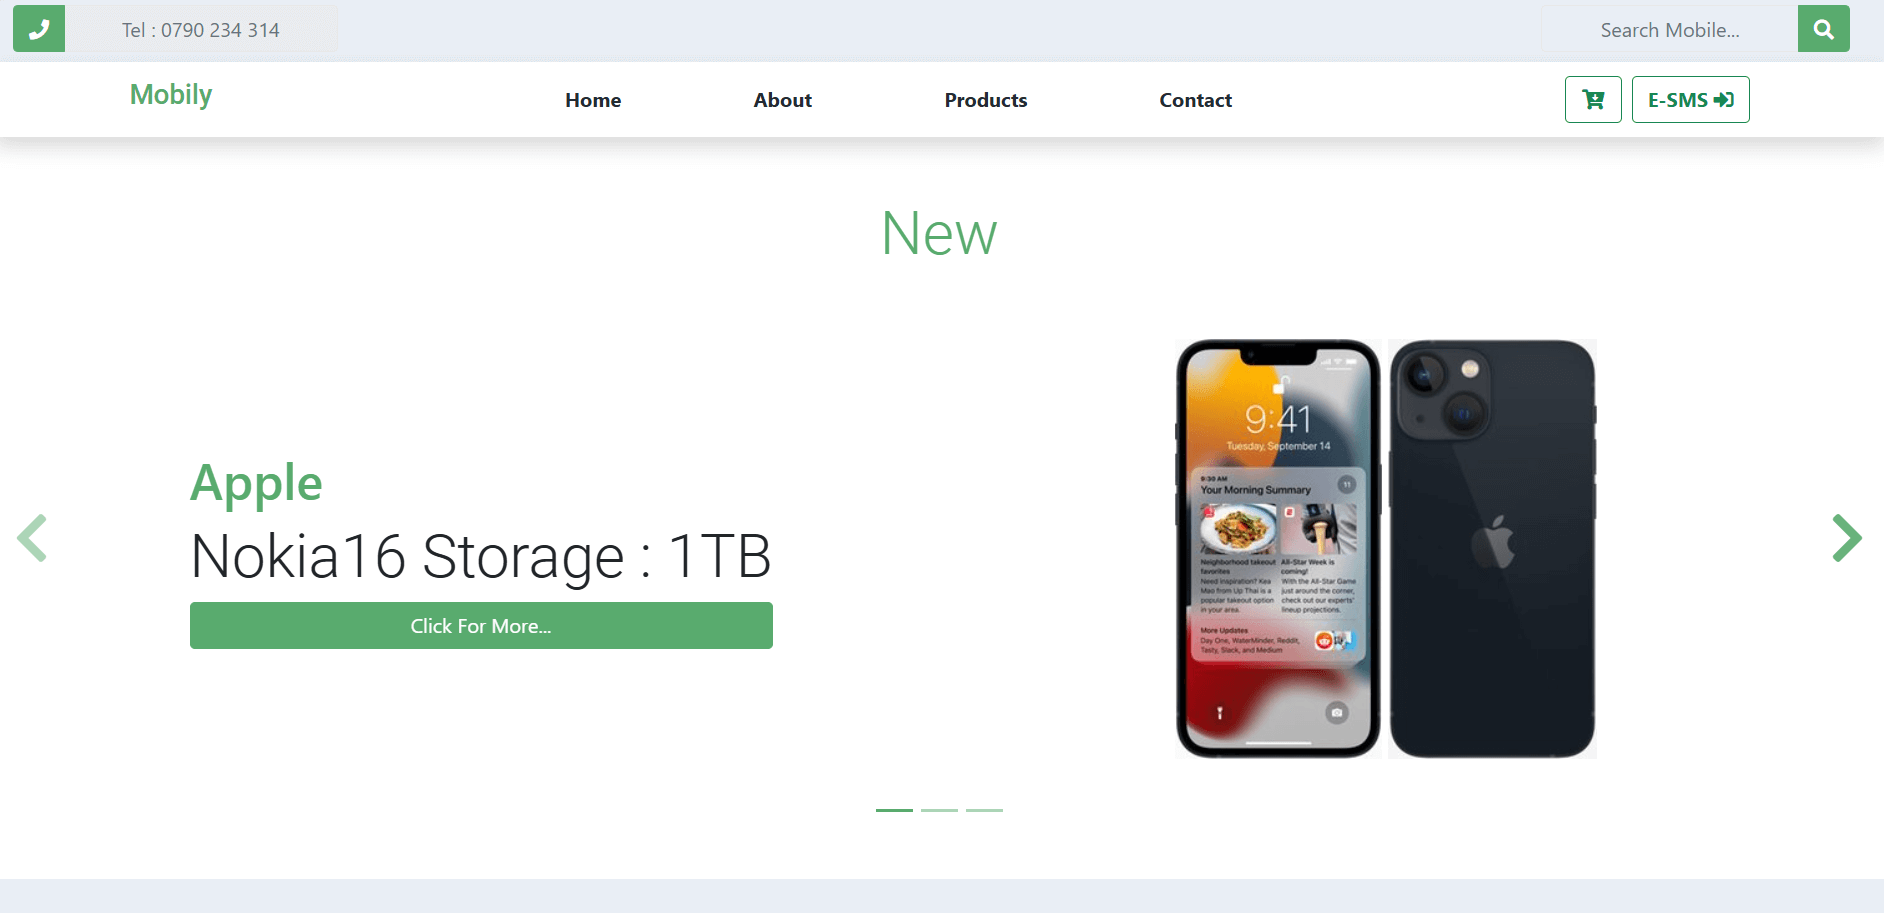 Tel : 0790 234 314
Search Mobile...
Mobily
Home
About
Products
Contact
E-SMS
New
Apple
Nokia16 Storage : 1TB
Click For More...
9:41
Tuesday, September 14
9:30 AM
Your Morning Summary
11
Neighborhood takeout
favorites
Need inspiration? Kea
Mao from Up Thai is a
popular takeout option
in your area.
All-Star Week is
coming!
With the All-Star Game
just around the corner,
check out our experts'
lineup projections.
More Updates
Day One, WaterMinder, Reddit,
Tasty, Slack, and Medium